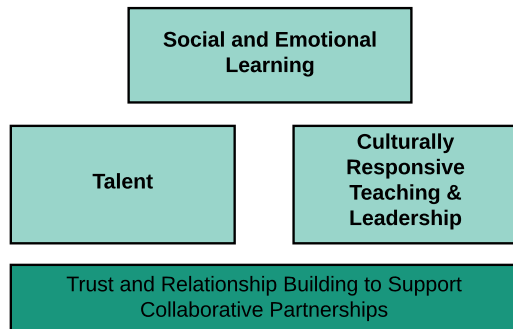 Social and Emotional
Learning
Talent
Culturally
Responsive
Teaching &
Leadership
Trust and Relationship Building to Support
Collaborative Partnerships